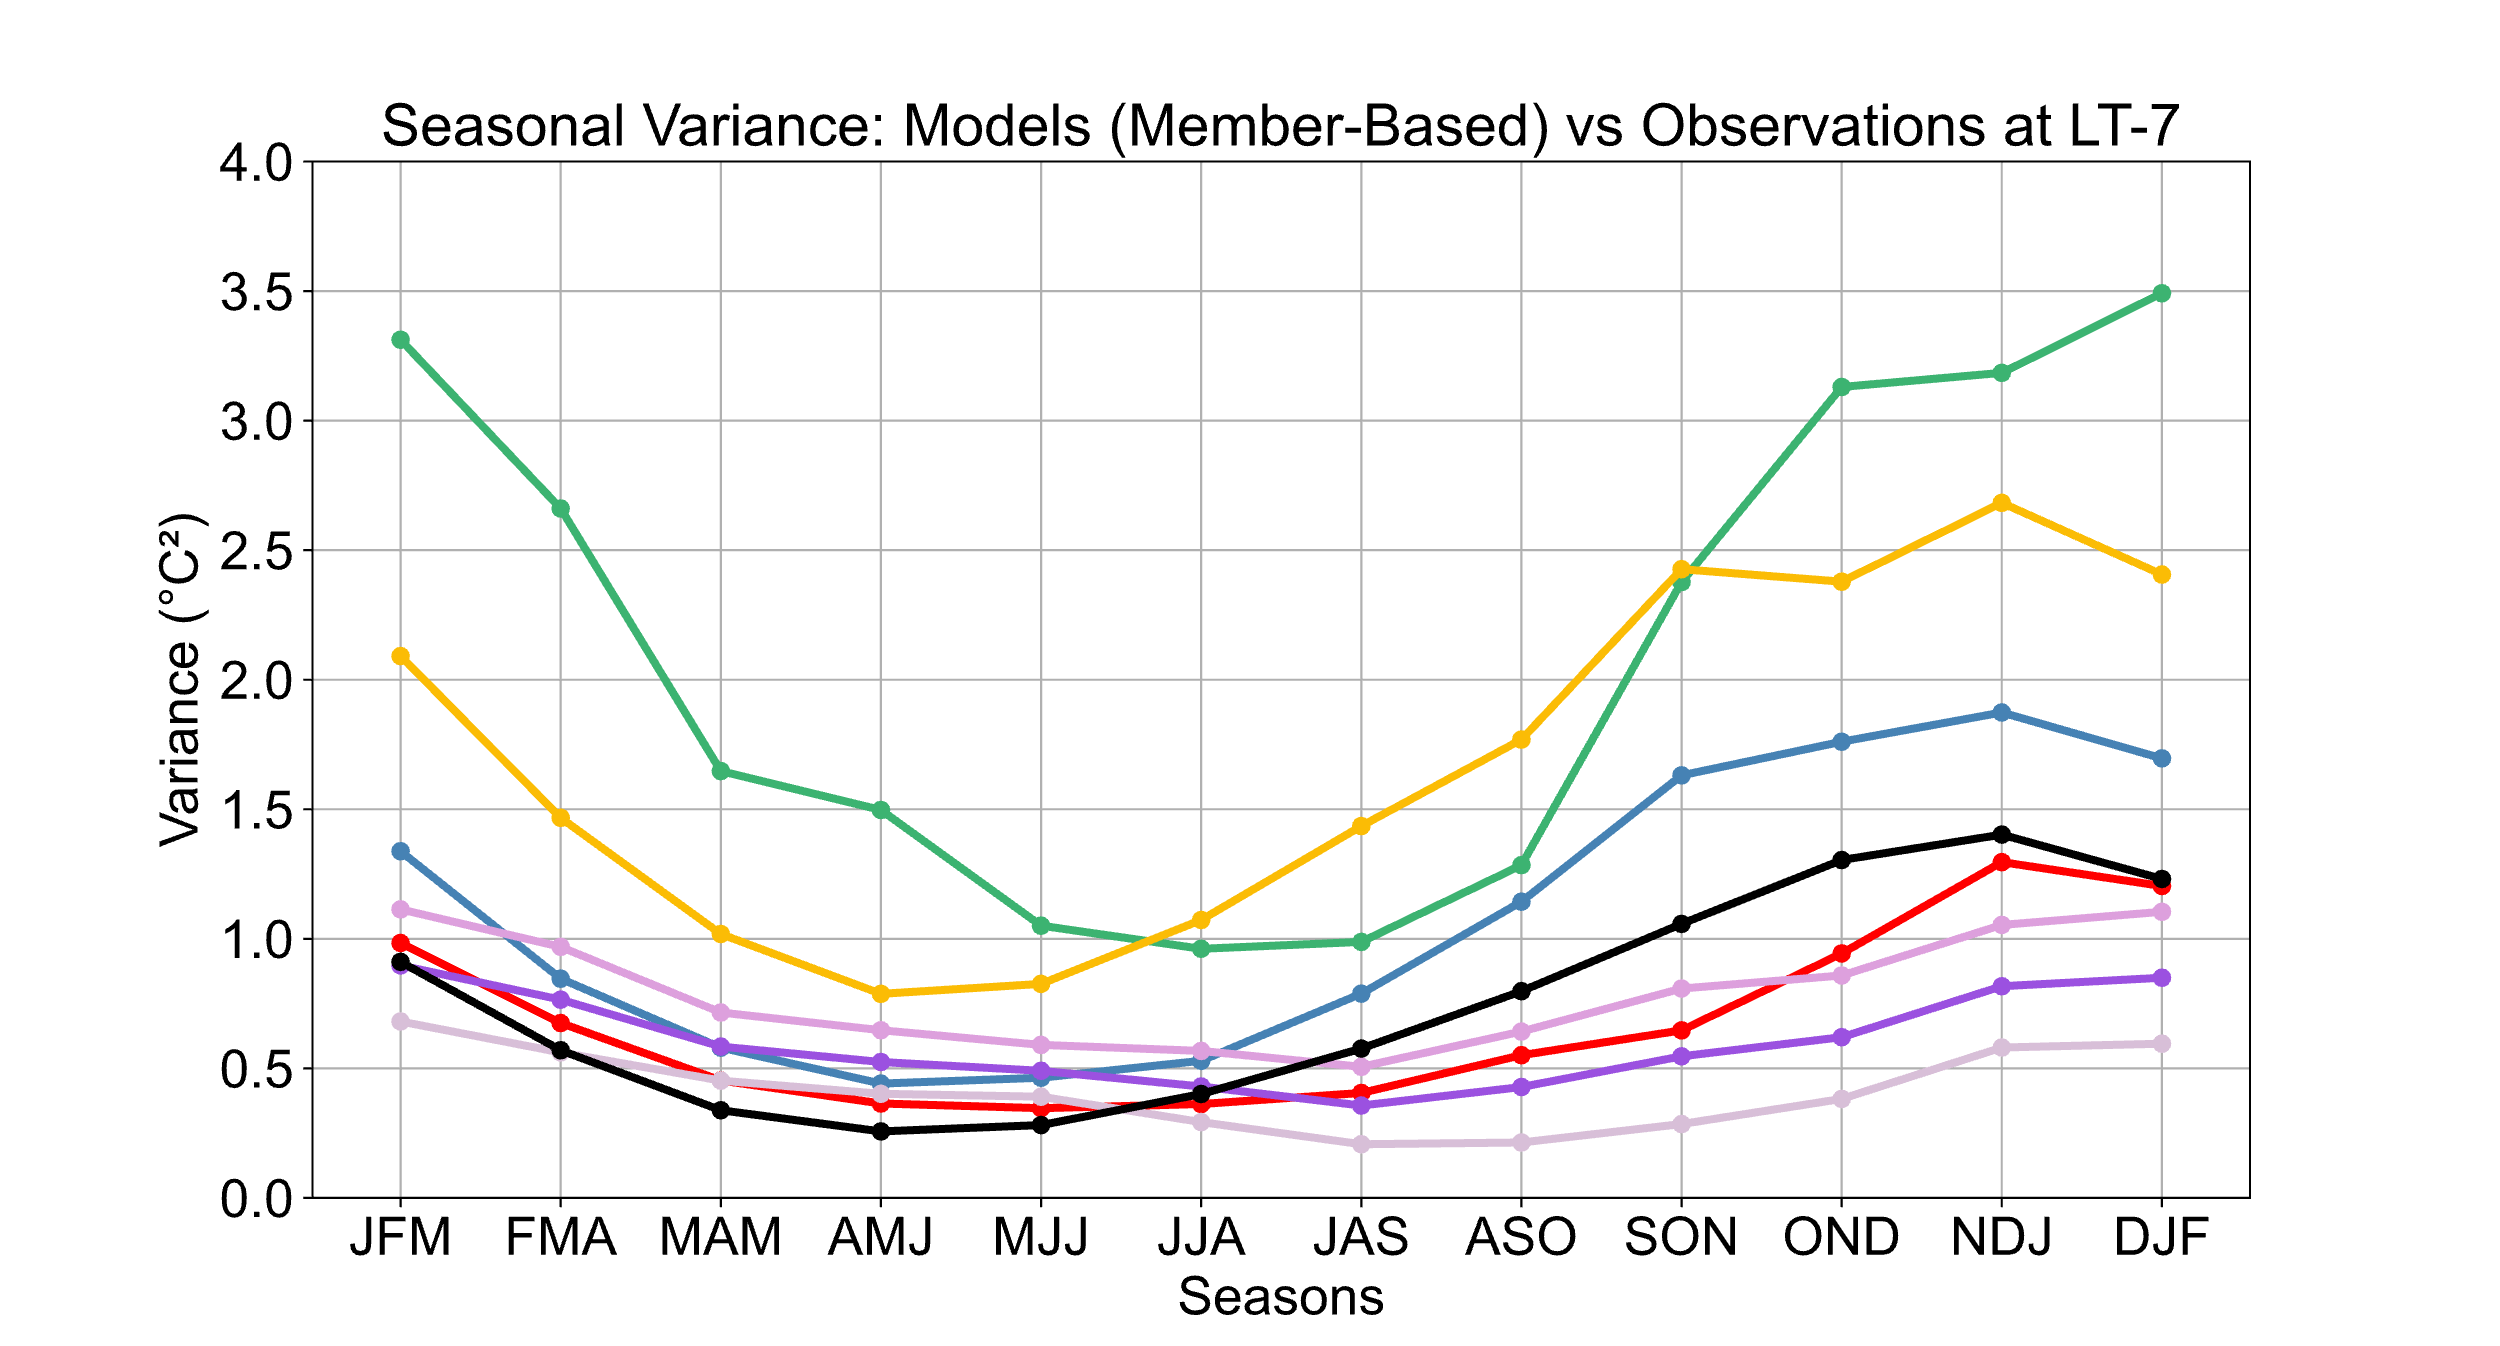 Seasonal Variance: Models (Member-Based) vs Observations at LT-7
4.0
3.5
3.0
2.5
2.0
1.5
1.0
0.5
0.0
Variance (°C²)
JFM FMA MAM AMJ MJJ JJA JAS ASO SON OND NDJ DJF
Seasons